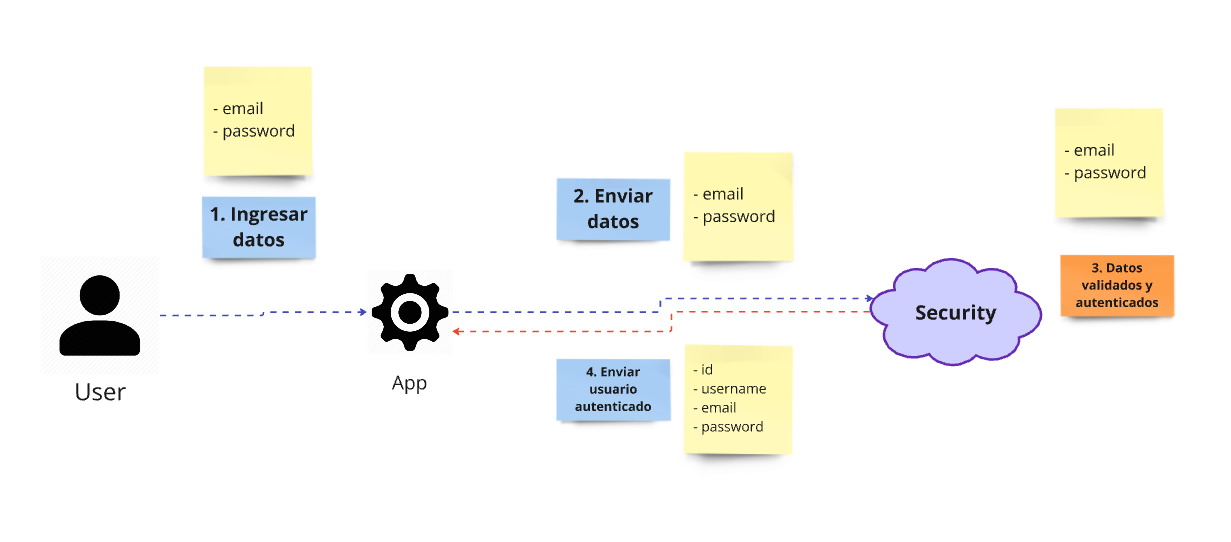 - email
- password
1. Ingresar
datos
User
App
2. Enviar
datos
- email
- password
4. Enviar
usuario
autenticado
- id
- username
- email
- password
Security
- email
- password
3. Datos
validados y
autenticados